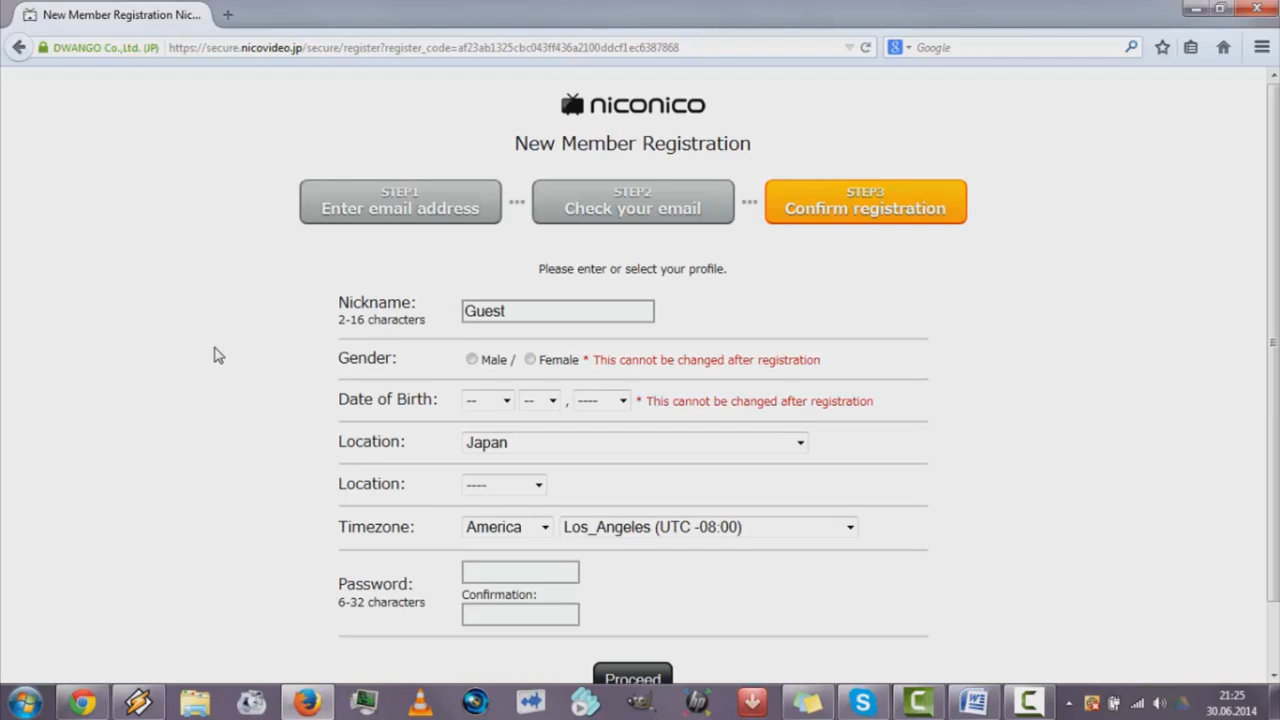 New Member Registration Nic...
DWANGO Co.,Ltd. (JP) https://secure.nicovideo.jp/secure/register?register_code=af23ab1325cbc043ff436a2100ddcf1ec6387868
8 Google
niconico
New Member Registration
STEP1
Enter email address
STEP2
Check your email
STEP3
Confirm registration
Please enter or select your profile.
Nickname:
2-16 characters
Guest
Gender:
Male / Female * This cannot be changed after registration
Date of Birth:
-- -- , ---- * This cannot be changed after registration
Location:
Japan
Location:
----
Timezone:
America Los_Angeles (UTC -08:00)
Password:
6-32 characters
Confirmation:
Proceed
21:25
30.06.2014